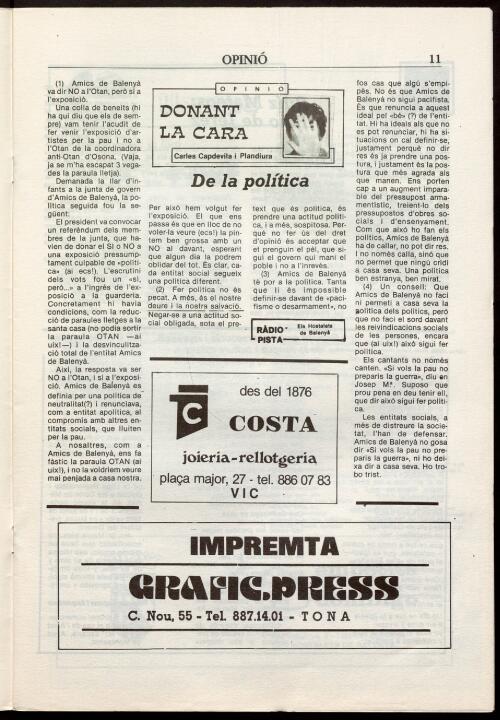 OPINIÓ 11
(1) Amics de Balenyà
va dir NO a l'Otan, però sí a
l'exposició.
Una colla de beneits (hi
ha qui diu que els de sem-
pre) vam tenir l'acudit no de
fer venir l'exposició d'ar-
tistes per la pau i no a
l'Otan de la coordinadora
anti-Otan d'Osona, (Vaja,
ja se m'ha escapat 3 vega-
des la paraula lletja).
Demanada la llar d'in-
fants a la junta de govern
d'Amics de Balenyà, la po-
lítica seguida fou la se-
güent:
El president va convocar
un referèndum dels mem-
bres de la junta, que ha-
vien de donar el SI o NO a
una exposició pressump-
tament culpable de «políti-
ca» (ai ecs!). L'escrutini
dels vots fou un «sí,
però...» a l'ingrés de l'ex-
posició a la guarderia.
Concretament hi havia
condicions, com la reduc-
ció de paraules lletges a la
santa casa (no podia sortir
la paraula OTAN —ai
uix!—) i la desvinculit-
zació total de l'entitat Amics
de Balenyà.
Així, la resposta va ser
NO a l'Otan, i sí a l'exposi-
ció. Amics de Balenyà es
definia per una política de
neutralitat(?) i renunciava,
com a entitat apolítica, al
compromís amb altres en-
titats socials, que lluiten
per la pau.
A nosaltres, com a
Amics de Balenyà, ens fa
fàstic la paraula OTAN (ai
uix!), i no la voldríem veure
mai penjada a casa nostra.
OPINIO
DONANT
LA CARA
Carles Capdevila i Plandiura
De la política
Per això hem volgut fer
l'exposició. El que ens
passa és que en lloc de no
voler-la veure (ecs!) la pin-
tem ben grossa amb un
NO al davant, esperant
que algun dia la podrem
oblidar del tot. És clar, ca-
da entitat social segueix
una política diferent.
(2) Fer política no és
pecat. A més, és el nostre
deure i la nostra salvació.
Negar-se a una actitud so-
cial obligada, sota el pre-
text que és política, és
prendre una actitud políti-
ca, i a més, sospitosa. Per-
què no fer ús del dret
d'opinió és acceptar que
et prenguin el pèl, que si-
gui el govern qui mani el
poble i no a l'inrevés.
(3) Amics de Balenyà
té por a la política. Tanta
que li és impossible
definir-se davant de «paci-
tisme o desarmament», no
RÀDIO
PISTA
Els Hostalets
de Balenyà
fos cas que algú s'empi-
pés. No és que Amics de
Balenyà no sigui pacifista.
És que renuncia a aquest
ideal pel «bé» (?) de l'enti-
tat. Hi ha ideals que no es
es pot renunciar, hi ha si-
tuacions on cal definir-se,
justament perquè no dir
res és ja prendre una pos-
tura, i justament és la pos-
tura que més agrada als
que manen. Ens porten
cap a un augment impara-
ble del pressupost arma-
mentístic, treient-lo dels
pressupostos d'obres so-
cials i d'ensenyament.
Com que això ho fan els
polítics, Amics de Balenyà
ha de callar, no pot dir res.
I no només calla, sinó que
no permet que ningú cridi
a casa seva. Una política
ben estranya, ben mirat.
(4) Un consell: Que
Amics de Balenyà no faci
ni permeti a casa seva la
política dels polítics, però
que no faci el sord davant
les reivindicacions socials
de les persones, encara
que (ai uix!) això sigui fer
política.
Els cantants no només
canten. «Si vols la pau no
preparis la guerra», diu en
Josep Mª. Suposo que
prou pena en deu tenir ell,
que dir això sigui fer políti-
ca.
Les entitats socials, a
més de distreure la socie-
tat, l'han de defensar.
Amics de Balenyà no gosa
dir «Si vols la pau no pre-
paris la guerra», ni ho dei-
xa dir a casa seva. Ho tro-
bo trist.
des del 1876
COSTA
joieria-rellotgeria
plaça major, 27 - tel. 886 07 83
VIC
IMPREMTA
GRAFIC.PRESS
C. Nou, 55 - Tel. 887.14.01 - TONA